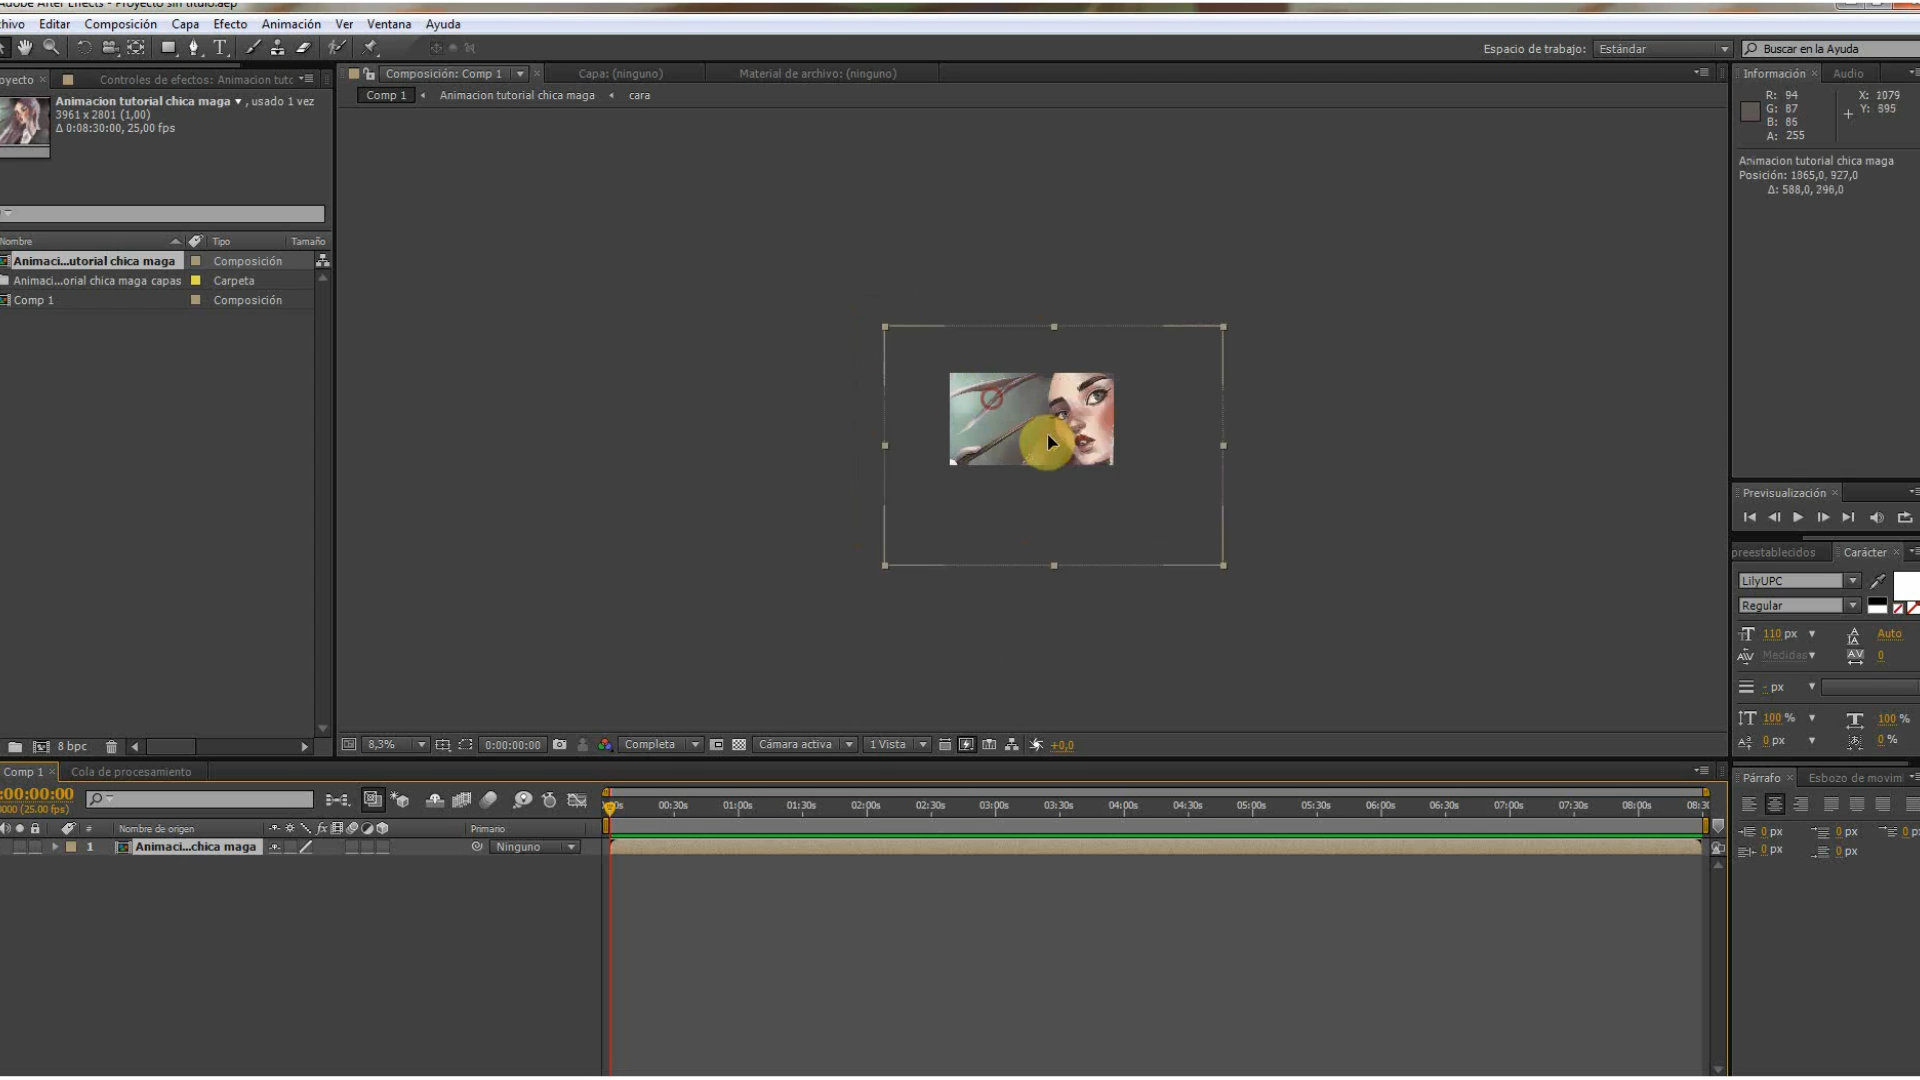 Adobe After Effects - Proyecto sin título.aep
chivo Editar Composición Capa Efecto Animación Ver Ventana Ayuda
Espacio de trabajo: Estándar Buscar en la Ayuda
oyecto Controles de efectos: Animacion tutc
Composición: Comp 1 Capa: (ninguno) Material de archivo: (ninguno)
Información Audio
Comp 1 Animacion tutorial chica maga cara
Animacion tutorial chica maga , usado 1 vez
3961 x 2801 (1,00)
Δ 0:08:30:00, 25,00 fps
R: 94 X: 1079
G: 87 Y: 895
B: 85
A: 255
Animacion tutorial chica maga
Posición: 1865,0, 927,0
Δ: 588,0, 296,0
Nombre Tipo Tamaño
Animaci...utorial chica maga Composición
Animaci...orial chica maga capas Carpeta
Comp 1 Composición
Previsualización
preestablecidos Carácter
LilyUPC
Regular
110 px Auto
Medidas 0
- px
100 % 100 %
0 px 0 %
8 bpc
8,3% 0:00:00:00 Completa Cámara activa 1 Vista +0,0
Comp 1 Cola de procesamiento
Párrafo Esbozo de movim
:00:00:00
0000 (25.00 fps)
00s 00:30s 01:00s 01:30s 02:00s 02:30s 03:00s 03:30s 04:00s 04:30s 05:00s 05:30s 06:00s 06:30s 07:00s 07:30s 08:00s 08:3
# Nombre de origen fx Primario
1 Animaci...chica maga Ninguno
0 px 0 px 0 p
0 px 0 px